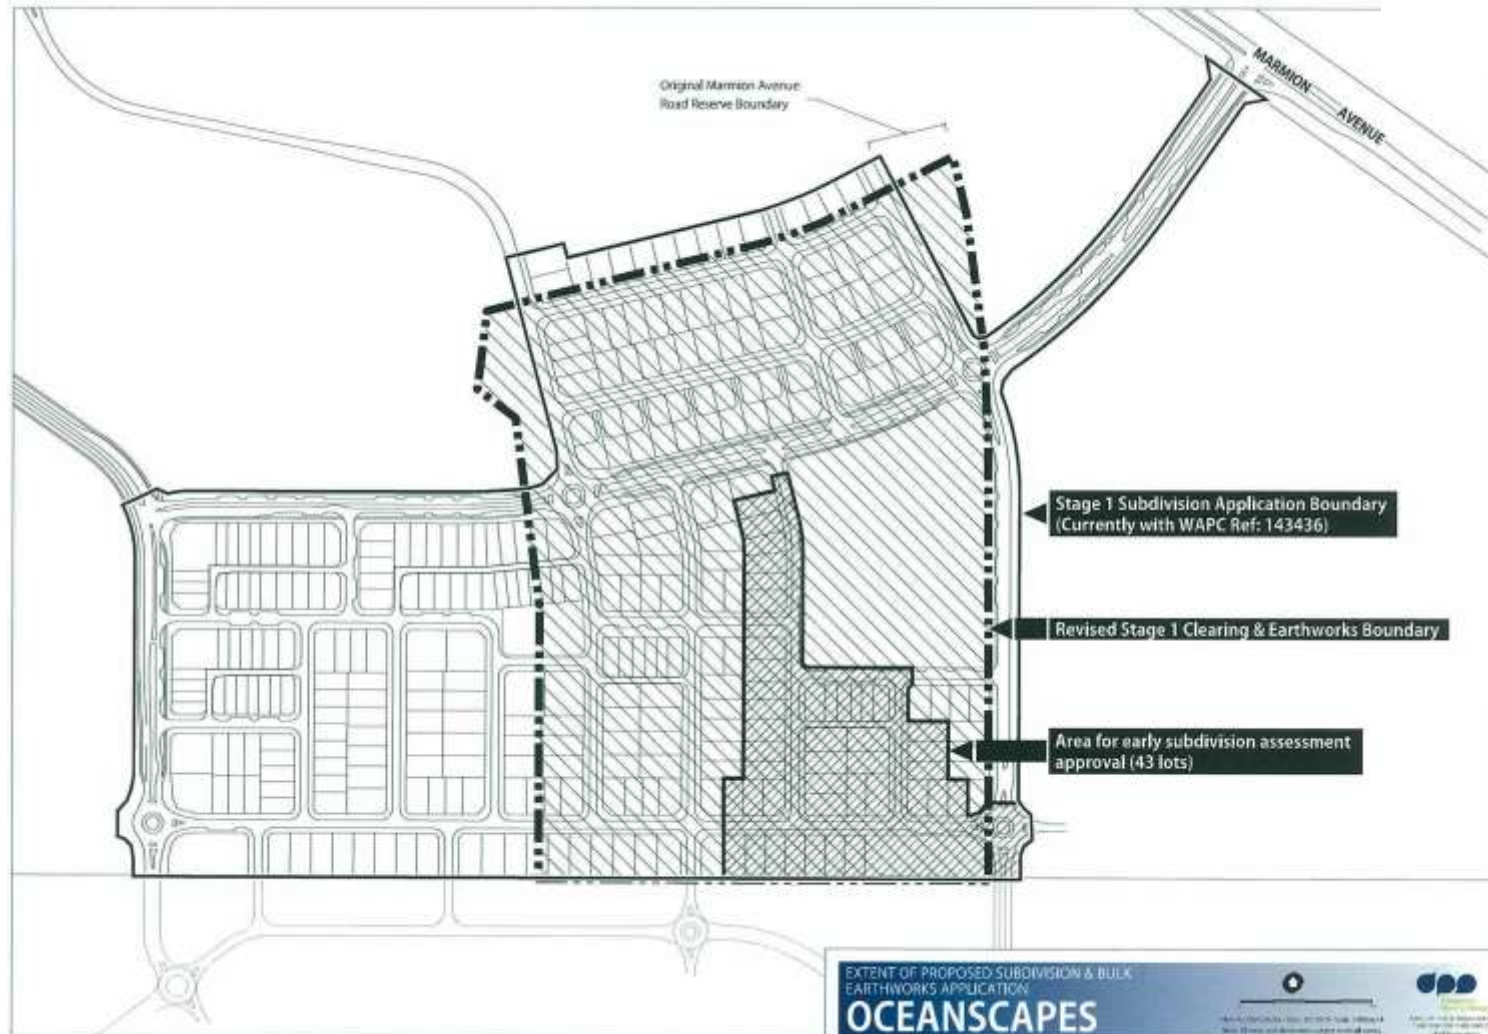 Original Marmion Avenue
Road Reserve Boundary
MARMION AVENUE
Stage 1 Subdivision Application Boundary
(Currently with WAPC Ref: 143436)
Revised Stage 1 Clearing & Earthworks Boundary
Area for early subdivision assessment
approval (43 lots)
EXTENT OF PROPOSED SUBDIVISION & BULK
EARTHWORKS APPLICATION
OCEANSCAPES
dpp